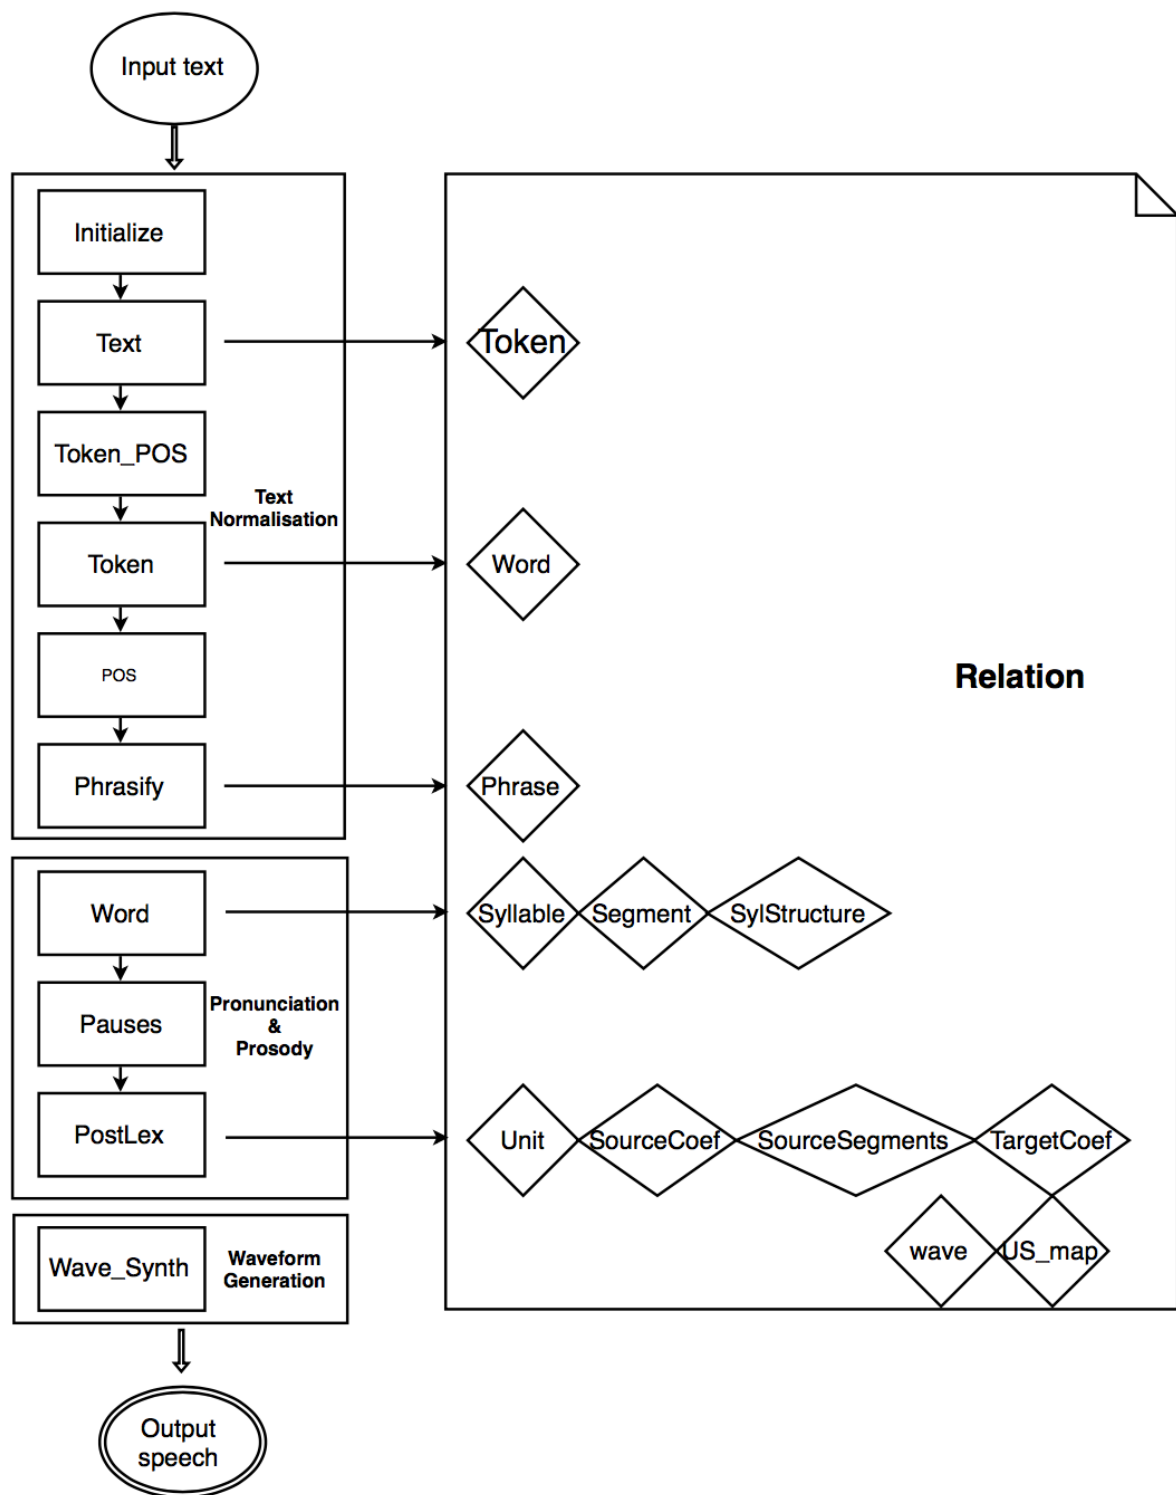 Input text
Initialize
Text
Token
Token_POS
Text
Normalisation
Token
Word
POS
Relation
Phrasify
Phrase
Word
Syllable
Segment
SylStructure
Pauses
Pronunciation
&
Prosody
PostLex
Unit
SourceCoef
SourceSegments
TargetCoef
wave
US_map
Wave_Synth
Waveform
Generation
Output
speech